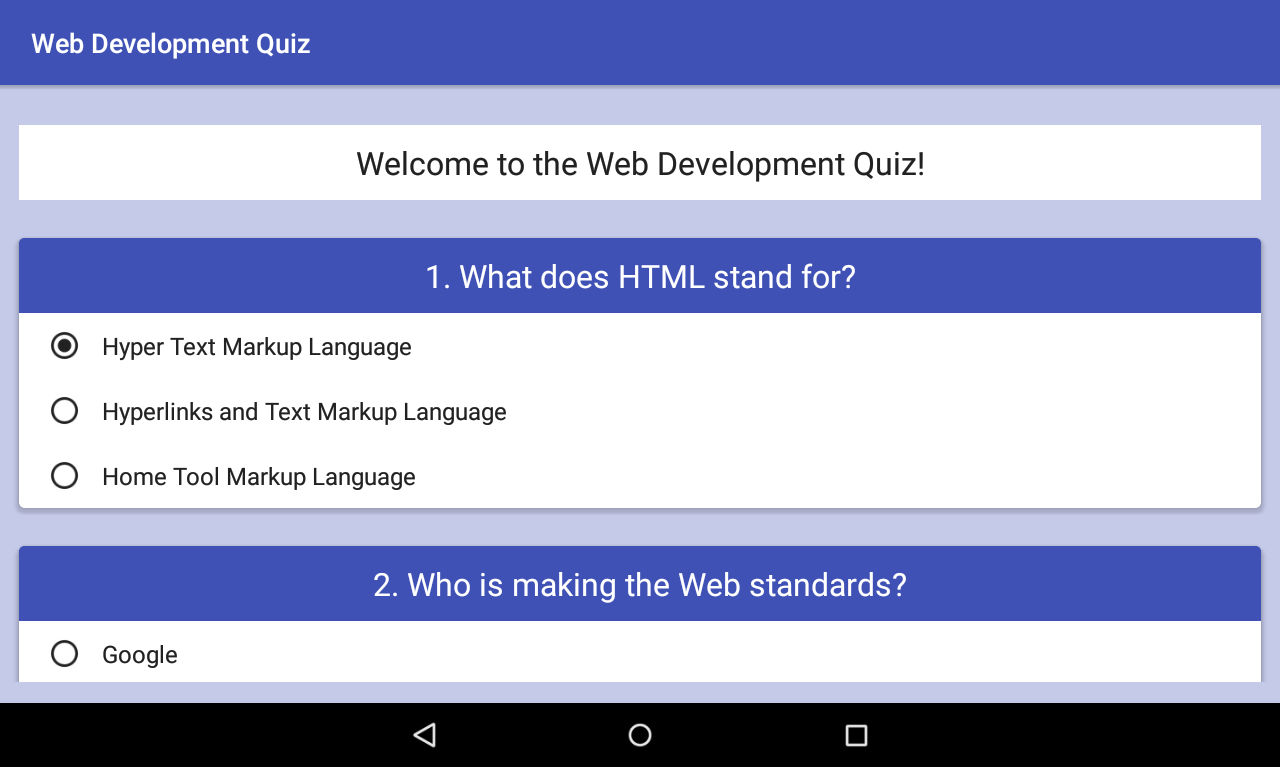 Web Development Quiz
Welcome to the Web Development Quiz!
1. What does HTML stand for?
Hyper Text Markup Language
Hyperlinks and Text Markup Language
Home Tool Markup Language
2. Who is making the Web standards?
Google